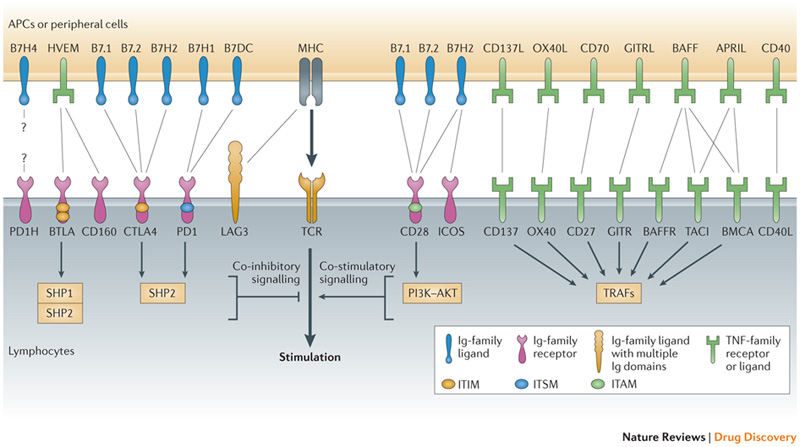 APCs or peripheral cells
B7H4 HVEM B7.1 B7.2 B7H2 B7H1 B7DC MHC B7.1 B7.2 B7H2 CD137L OX40L CD70 GITRL BAFF APRIL CD40
?
?
PD1H BTLA CD160 CTLA4 PD1 LAG3 TCR CD28 ICOS CD137 OX40 CD27 GITR BAFFR TACI BMCA CD40L
Co-inhibitory
signalling
Co-stimulatory
signalling
SHP1
SHP2
SHP2
PI3K–AKT
TRAFs
Stimulation
Lymphocytes
Ig-family
ligand
Ig-family
receptor
Ig-family ligand
with multiple
Ig domains
TNF-family
receptor
or ligand
ITIM
ITSM
ITAM
Nature Reviews | Drug Discovery